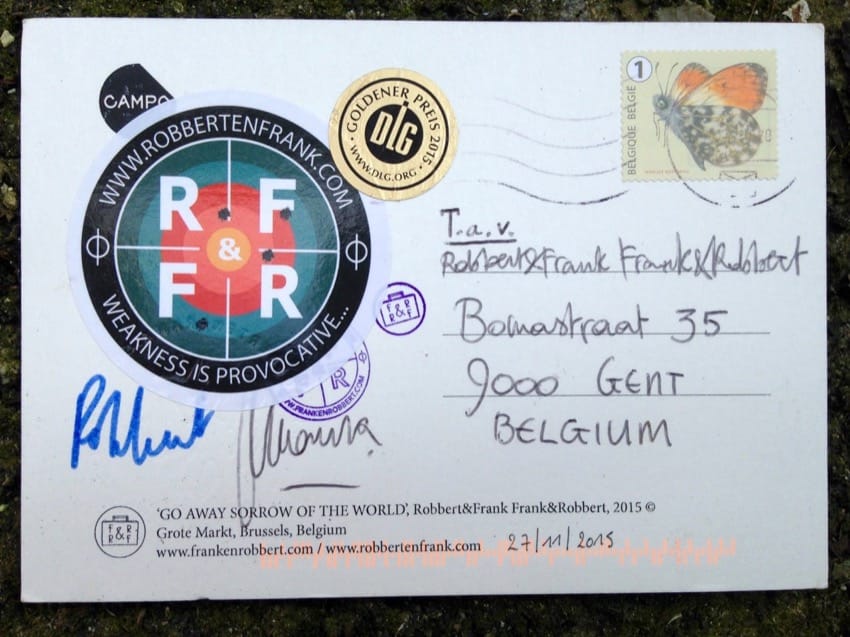 CAMPO
WWW.ROBBERTENFRANK.COM
R F
&
F R
WEAKNESS IS PROVOCATIVE...
GOLDENER PREIS 2015
DLG
WWW.DLG.ORG
1
BELGIQUE BELGIË
T.a.v.
Robbert&Frank Frank&Robbert
Bomastraat 35
9000 GENT
BELGIUM
F&R
R&F
R
WWW.FRANKENROBBERT.COM
Robbert
'GO AWAY SORROW OF THE WORLD', Robbert&Frank Frank&Robbert, 2015 ©
Grote Markt, Brussels, Belgium
www.frankenrobbert.com / www.robbertenfrank.com 27/11/2015
F&R
R&F